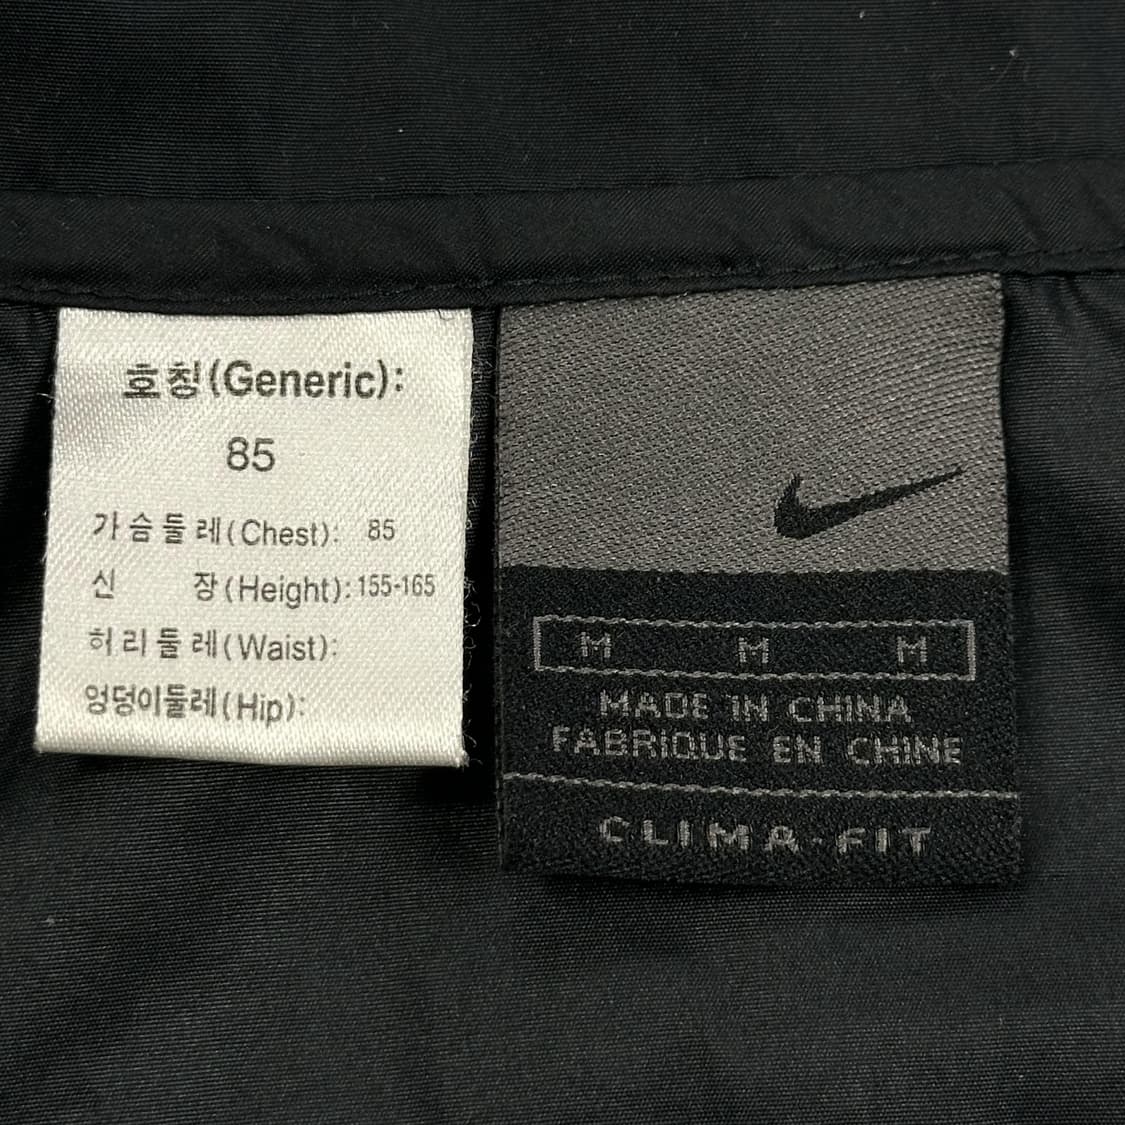 호칭(Generic):
85
가슴둘레(Chest): 85
신 장(Height): 155-165
허리둘레(Waist):
엉덩이둘레(Hip):
M M M
MADE IN CHINA
FABRIQUE EN CHINE
CLIMA-FIT